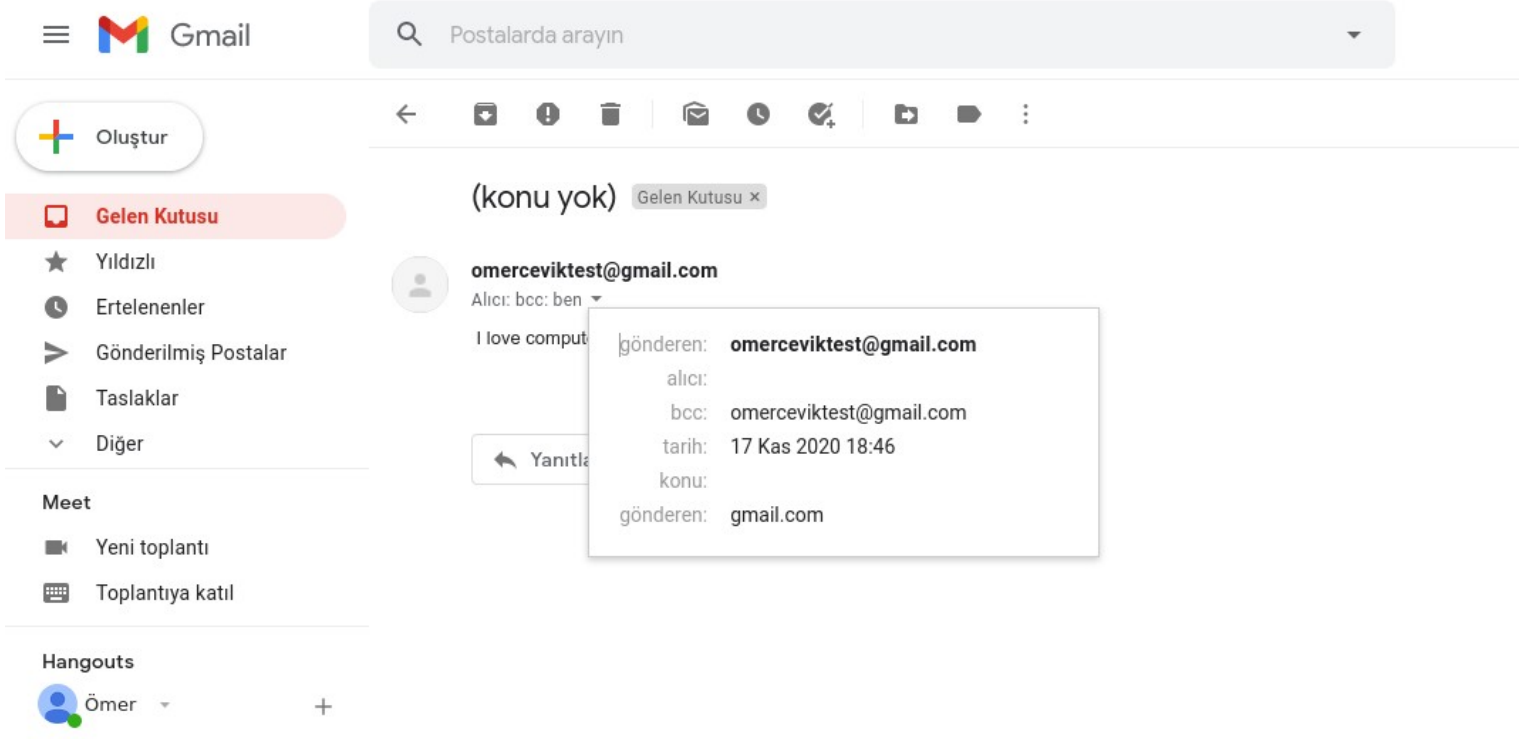 Gmail
Postalarda arayın
Oluştur
(konu yok) Gelen Kutusu ×
Gelen Kutusu
Yıldızlı
Ertelenenler
Gönderilmiş Postalar
Taslaklar
Diğer
omerceviktest@gmail.com
Alıcı: bcc: ben
I love
gönderen: omerceviktest@gmail.com
alıcı:
bcc: omerceviktest@gmail.com
tarih: 17 Kas 2020 18:46
konu:
gönderen: gmail.com
Meet
Yeni toplantı
Toplantıya katıl
Hangouts
Ömer